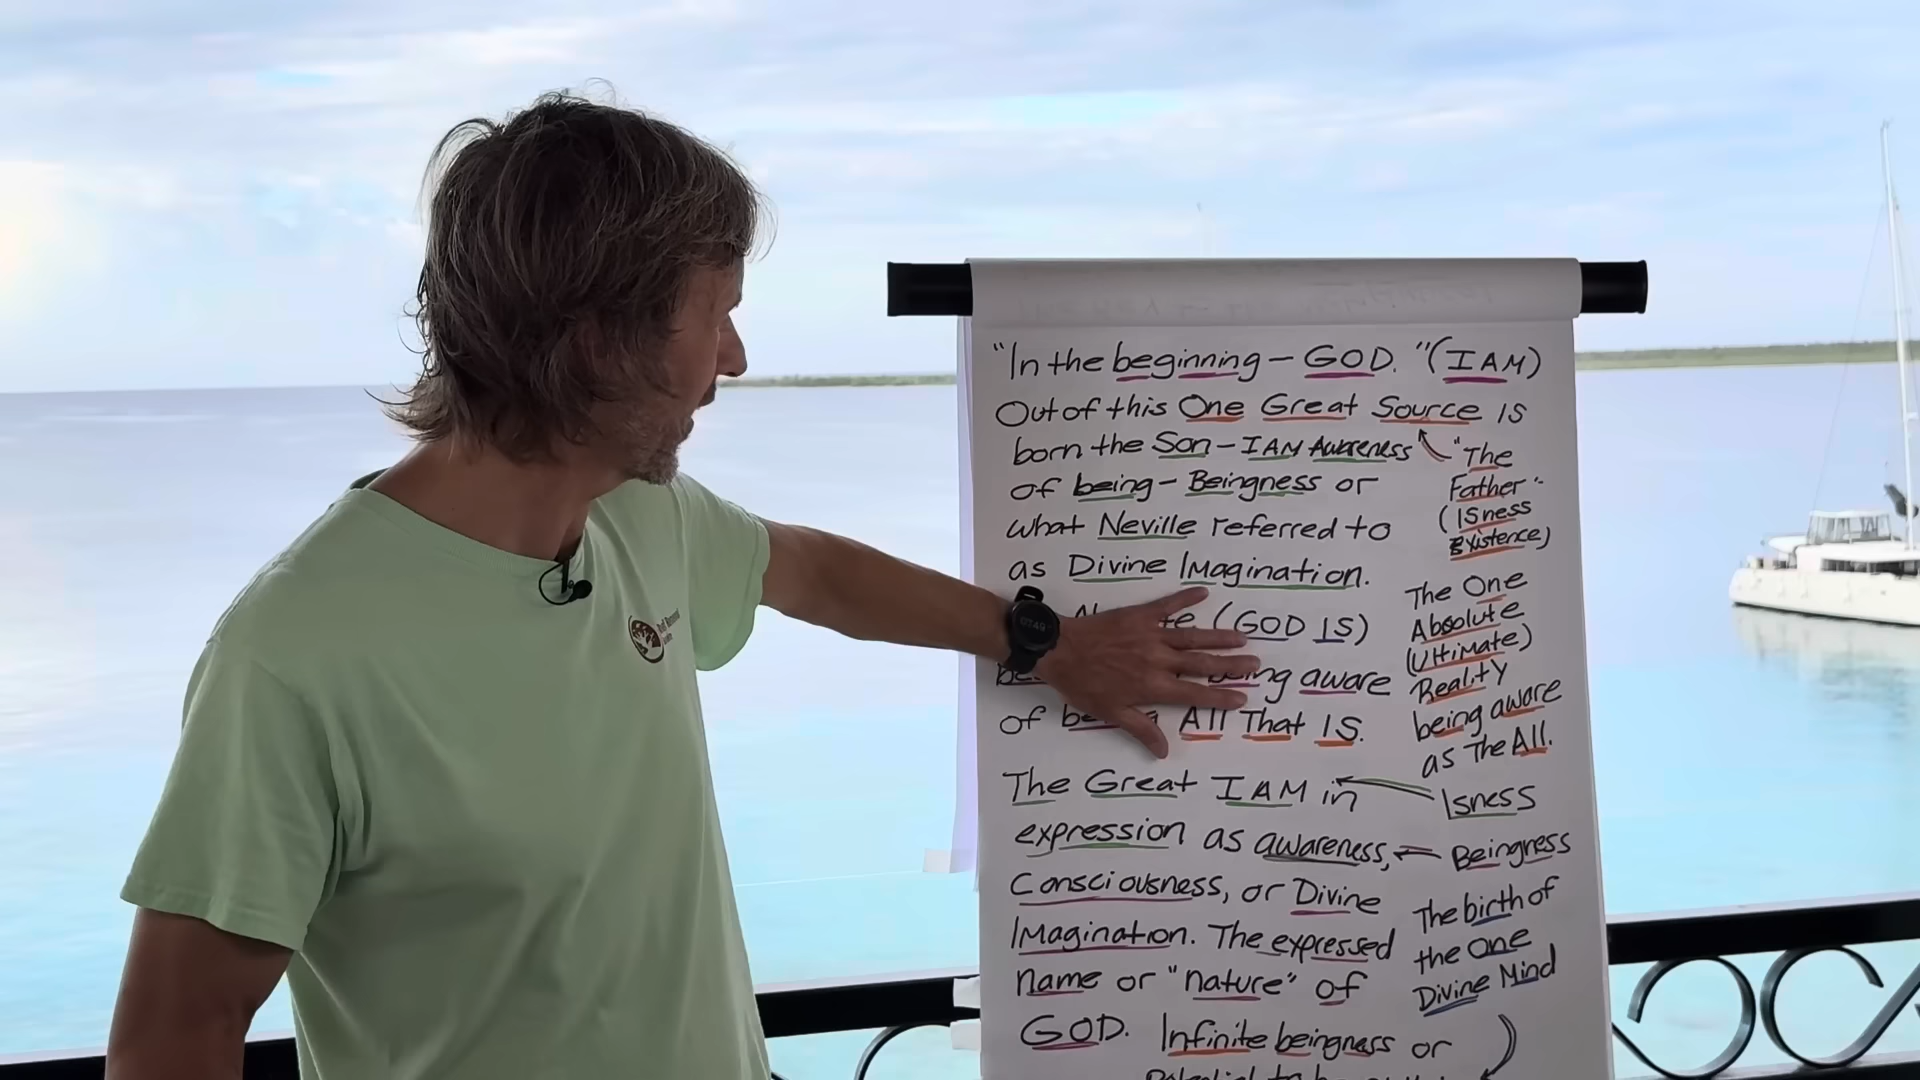 "In the beginning – GOD." (I AM)
Out of this One Great Source is
born the Son – I AM Awareness
of being – Beingness or
what Neville referred to
as Divine Imagination.
(GOD IS)
being aware
of being All That IS.
The Great I AM in
expression as awareness,
Consciousness, or Divine
Imagination. The expressed
name or "nature" of
GOD. Infinite beingness or
"The
Father"
(ISness
Existence)
The One
Absolute
(Ultimate)
Reality
being aware
as The All.
Isness
Beingness
The birth of
the One
Divine Mind